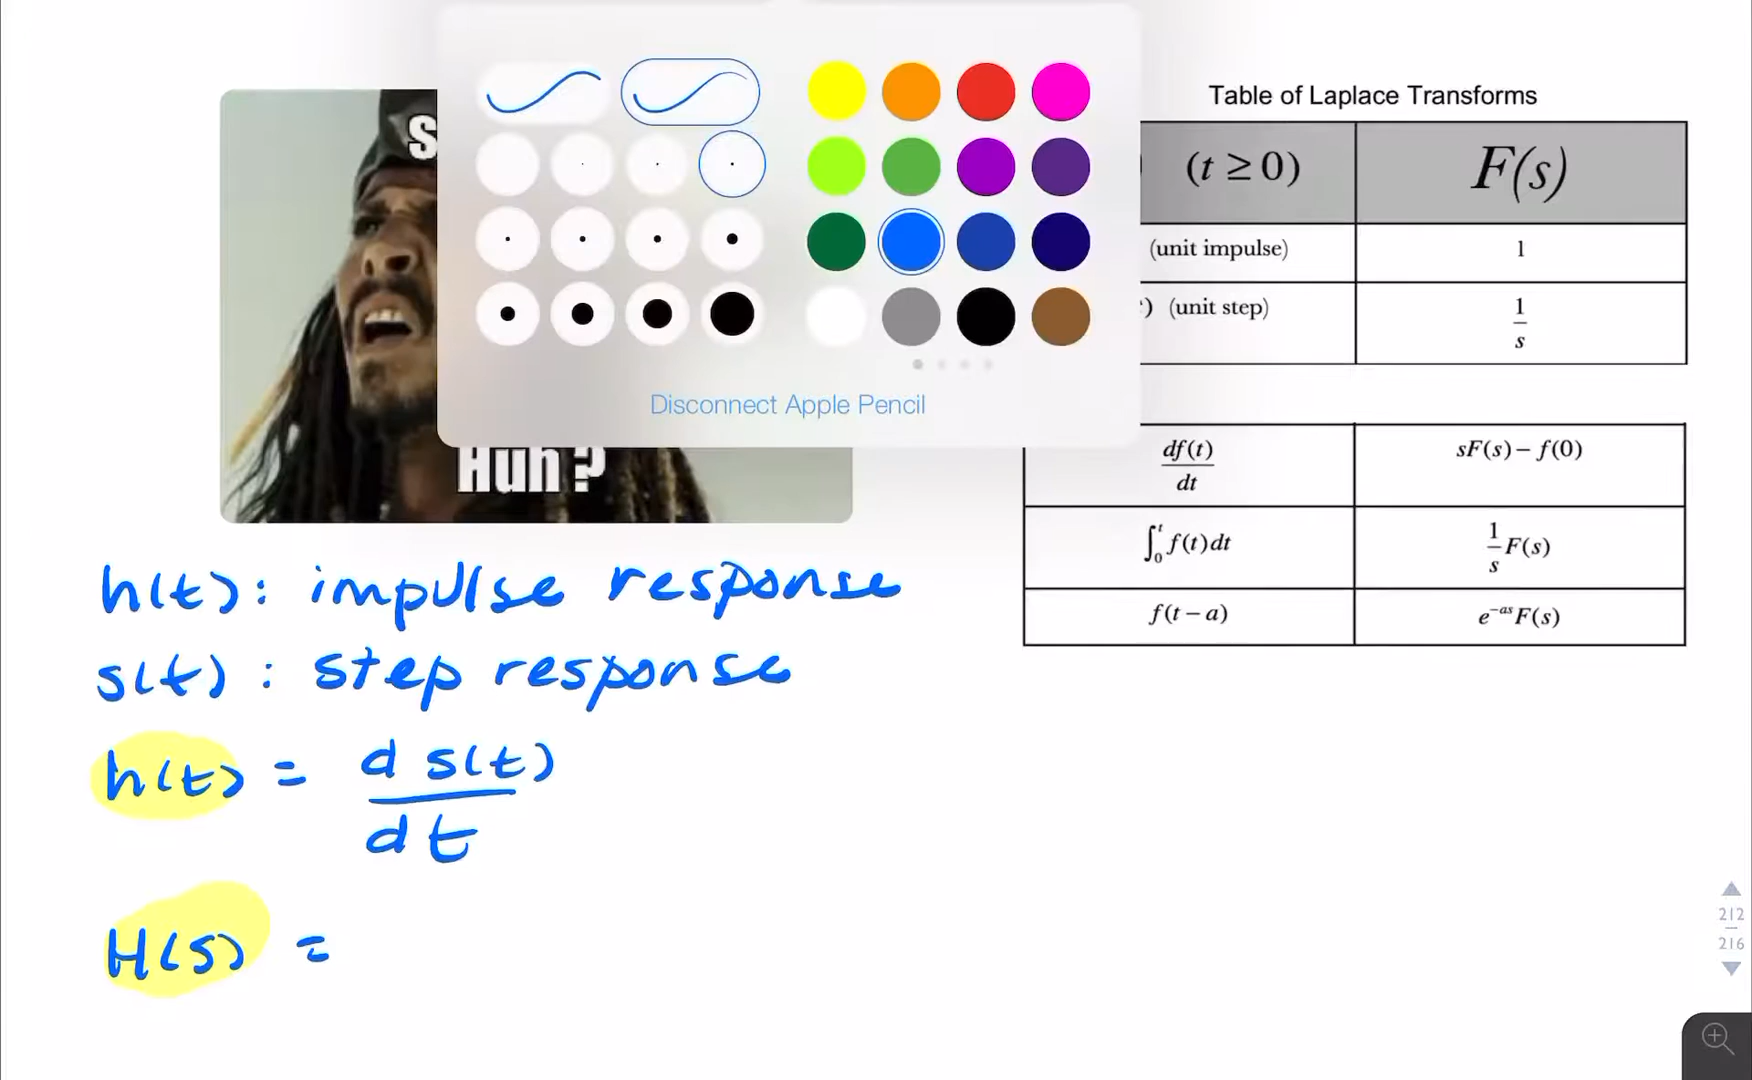 S
Huh?
Disconnect Apple Pencil
Table of Laplace Transforms
(t ≥ 0) F(s)
(unit impulse) 1
) (unit step) 1/s
df(t)/dt sF(s) – f(0)
∫₀ᵗ f(t)dt 1/s F(s)
f(t – a) e⁻ᵃˢF(s)
h(t): impulse response
s(t): step response
h(t) = d s(t)/dt
H(s) =
212
216